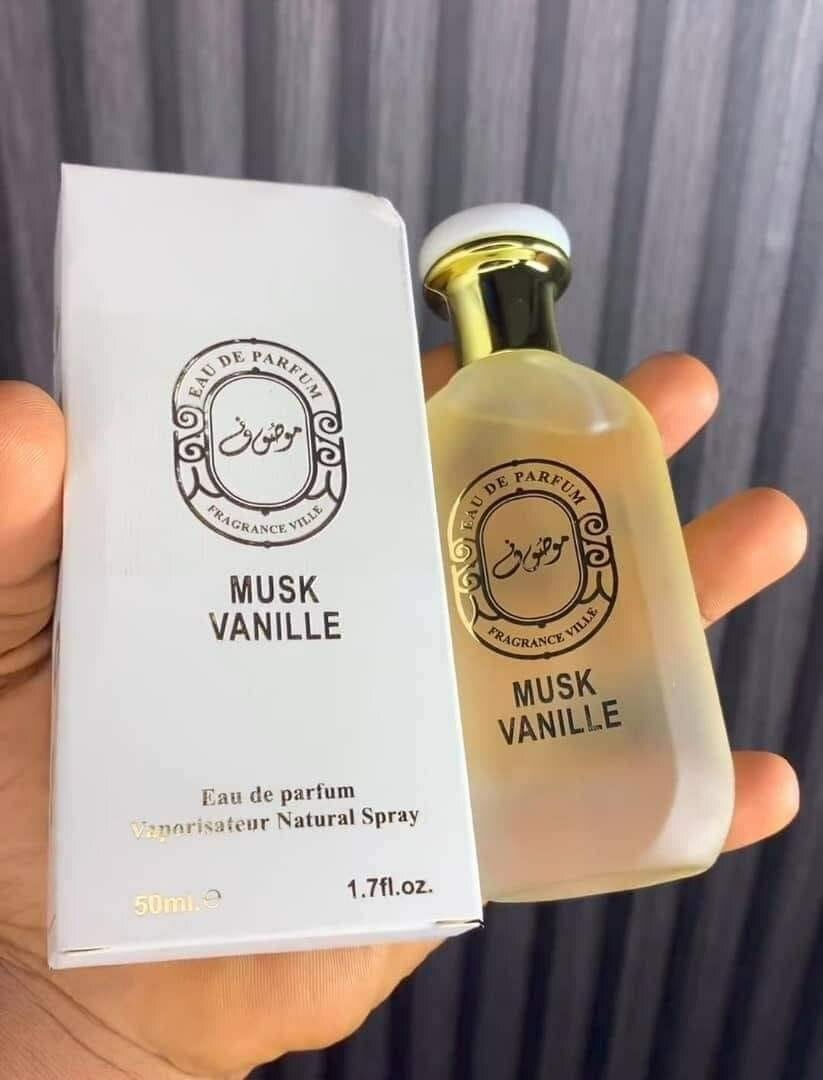 EAU DE PARFUM
موصوف
FRAGRANCE VILLE
MUSK
VANILLE
Eau de parfum
Vaporisateur Natural Spray
50ml.℮
1.7fl.oz.
EAU DE PARFUM
موصوف
FRAGRANCE VILLE
MUSK
VANILLE